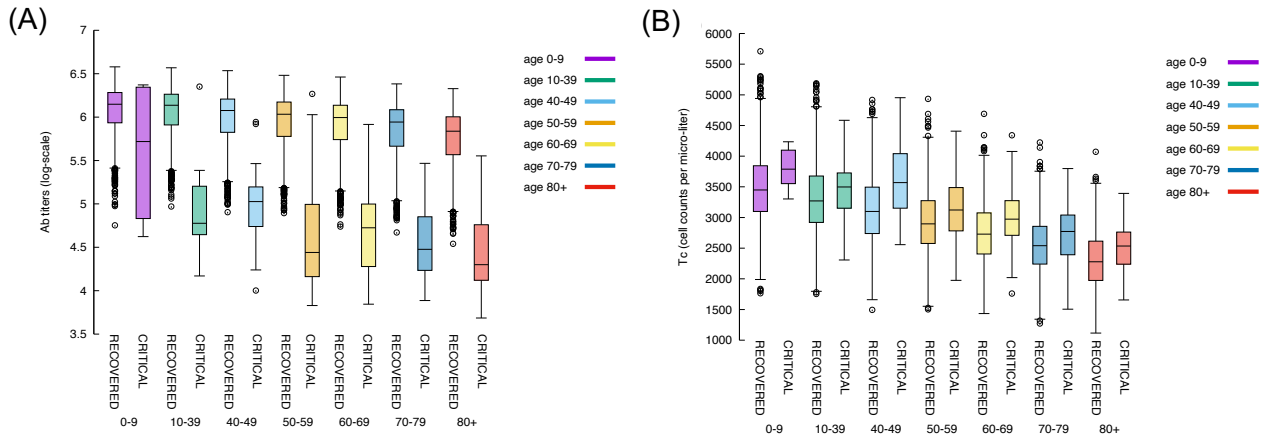 (A)
Ab titers (log-scale)
7
6.5
6
5.5
5
4.5
4
3.5
RECOVERED
CRITICAL
RECOVERED
CRITICAL
RECOVERED
CRITICAL
RECOVERED
CRITICAL
RECOVERED
CRITICAL
RECOVERED
CRITICAL
RECOVERED
CRITICAL
0-9
10-39
40-49
50-59
60-69
70-79
80+
age 0-9
age 10-39
age 40-49
age 50-59
age 60-69
age 70-79
age 80+
(B)
Tc (cell counts per micro-liter)
6000
5500
5000
4500
4000
3500
3000
2500
2000
1500
1000
RECOVERED
CRITICAL
RECOVERED
CRITICAL
RECOVERED
CRITICAL
RECOVERED
CRITICAL
RECOVERED
CRITICAL
RECOVERED
CRITICAL
RECOVERED
CRITICAL
0-9
10-39
40-49
50-59
60-69
70-79
80+
age 0-9
age 10-39
age 40-49
age 50-59
age 60-69
age 70-79
age 80+